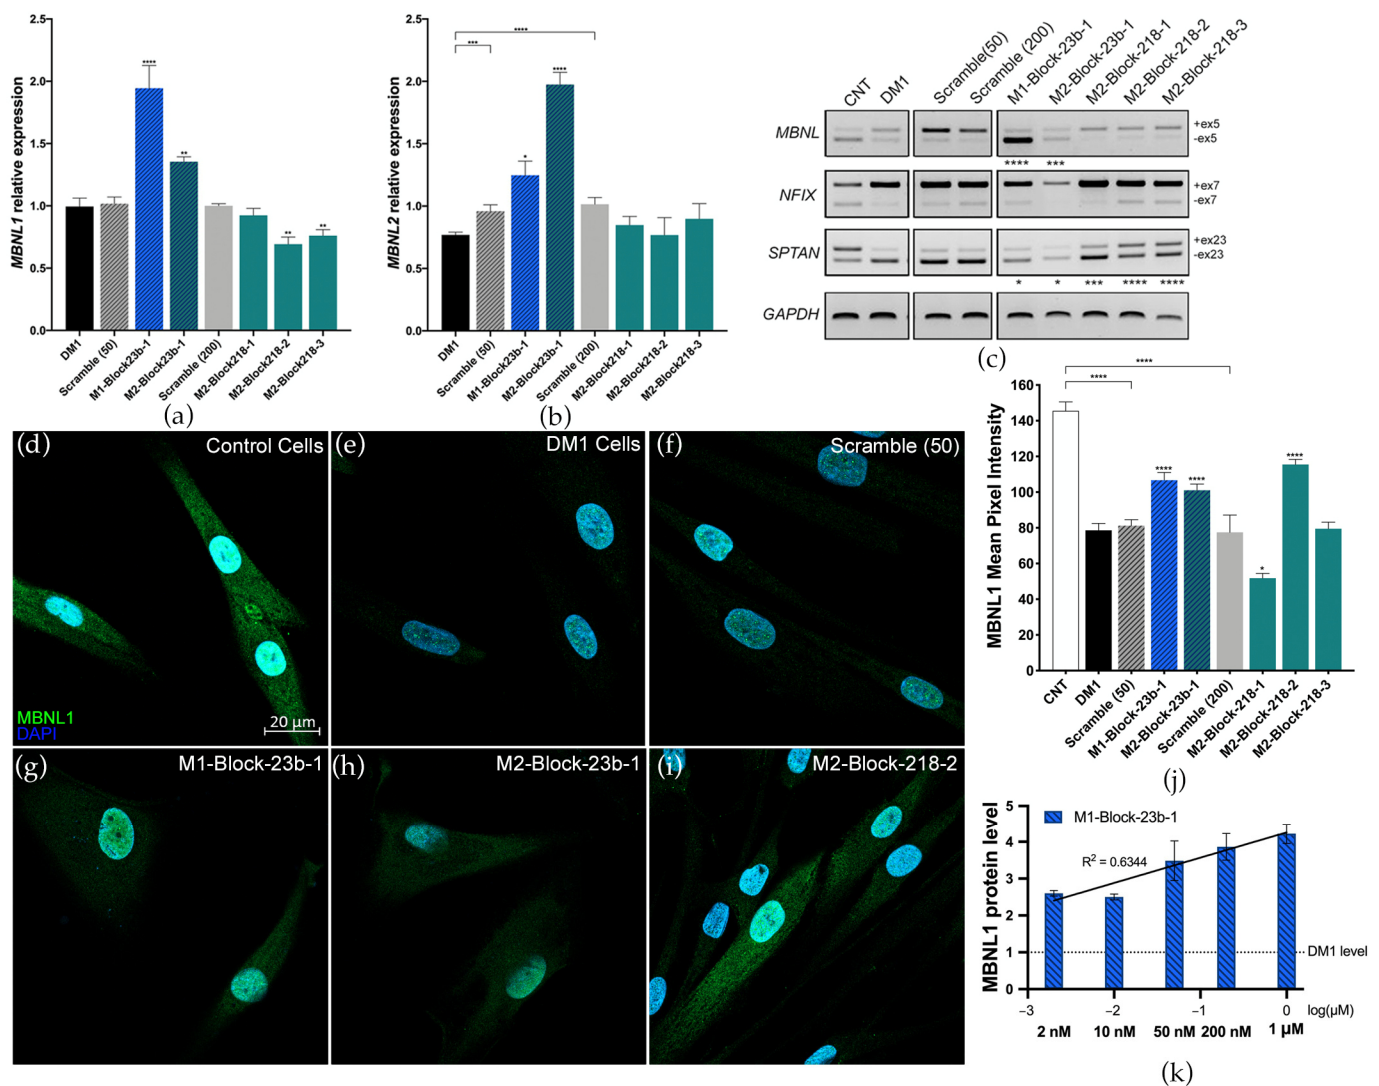 2.5
2.0
1.5
1.0
0.5
0.0
MBNL1 relative expression
****
**
**
**
DM1
Scramble (50)
M1-Block23b-1
M2-Block23b-1
Scramble (200)
M2-Block218-1
M2-Block218-2
M2-Block218-3
(a)
2.5
2.0
1.5
1.0
0.5
0.0
MBNL2 relative expression
****
***
*
****
DM1
Scramble (50)
M1-Block-23b-1
M2-Block23b-1
Scramble (200)
M2-Block218-1
M2-Block218-2
M2-Block218-3
(b)
CNT
DM1
Scramble(50)
Scramble (200)
M1-Block-23b-1
M2-Block-23b-1
M2-Block-218-1
M2-Block-218-2
M2-Block-218-3
MBNL
+ex5
-ex5
**** ***
NFIX
+ex7
-ex7
SPTAN
+ex23
-ex23
* * *** **** ****
GAPDH
(c)
(d) Control Cells
MBNL1
DAPI
20 µm
(e) DM1 Cells
(f) Scramble (50)
(g) M1-Block-23b-1
(h) M2-Block-23b-1
(i) M2-Block-218-2
160
140
120
100
80
60
40
20
0
MBNL1 Mean Pixel Intensity
****
****
****
****
*
****
CNT
DM1
Scramble (50)
M1-Block-23b-1
M2-Block-23b-1
Scramble (200)
M2-Block-218-1
M2-Block-218-2
M2-Block-218-3
(j)
5
4
3
2
1
0
MBNL1 protein level
M1-Block-23b-1
R² = 0.6344
DM1 level
−3 −2 −1 0 log(µM)
2 nM 10 nM 50 nM 200 nM 1 µM
(k)